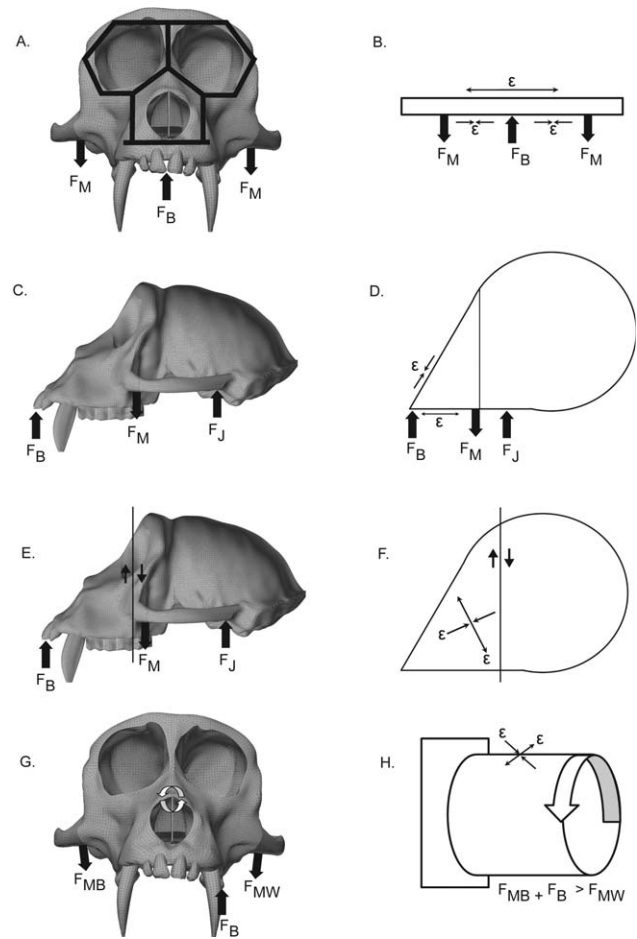 A.
B.
F_M
F_B
F_M
ε
ε
ε
F_M
F_B
F_M
C.
D.
F_B
F_M
F_J
ε
ε
F_B
F_M
F_J
E.
F.
F_B
F_M
F_J
ε
ε
G.
H.
F_MB
F_B
F_MW
ε ε
F_MB + F_B > F_MW